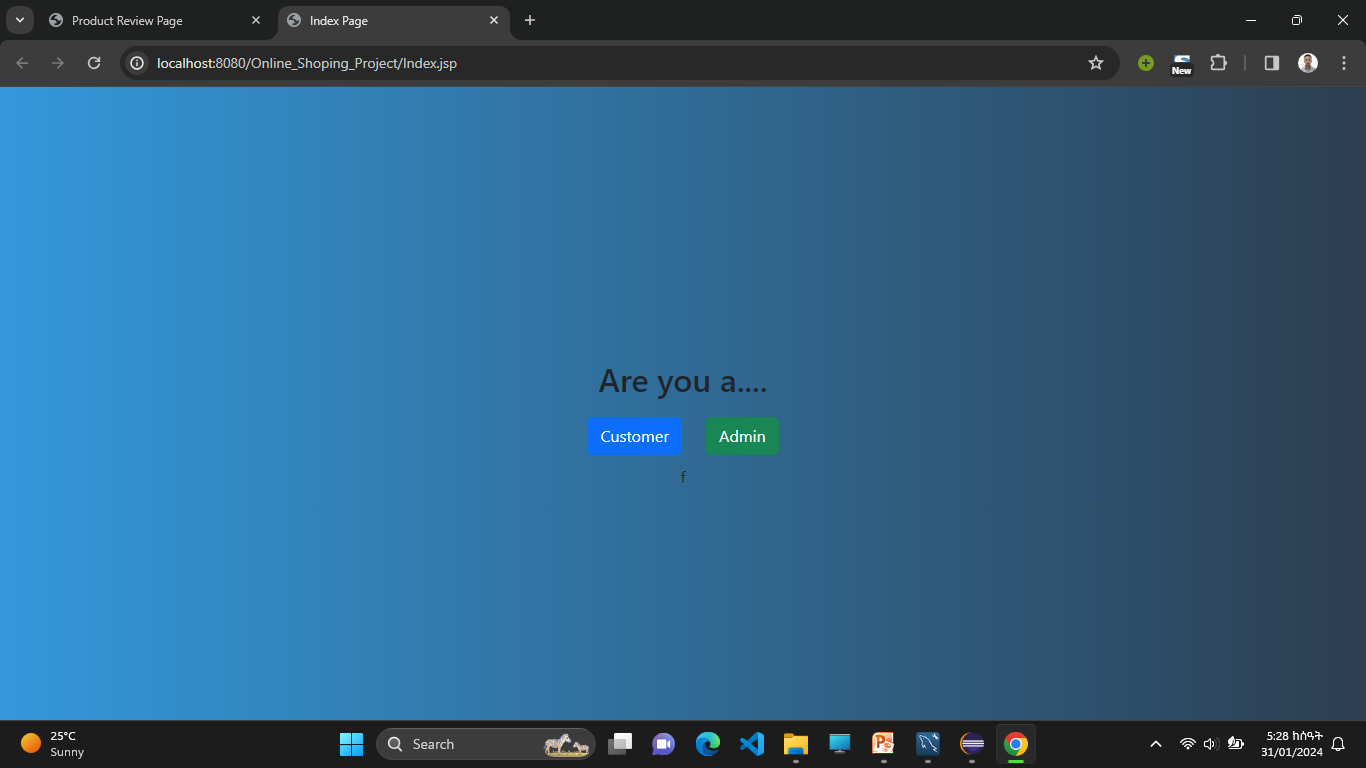 Product Review Page
Index Page
localhost:8080/Online_Shoping_Project/Index.jsp
New
Are you a....
Customer
Admin
f
25°C
Sunny
Search
5:28 ከሰዓት
31/01/2024